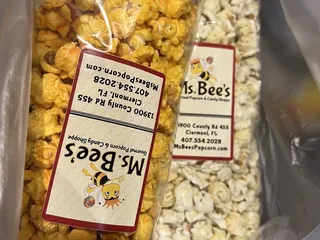 Ms. Bee's
Gourmet Popcorn & Candy Shoppe
13900 County Rd 455
Clermont, FL
407.554.2028
MsBeesPopcorn.com
Ms.Bee's
Gourmet Popcorn & Candy Shoppe
13900 County Rd 455
Clermont, FL
407.554.2028
MsBeesPopcorn.com